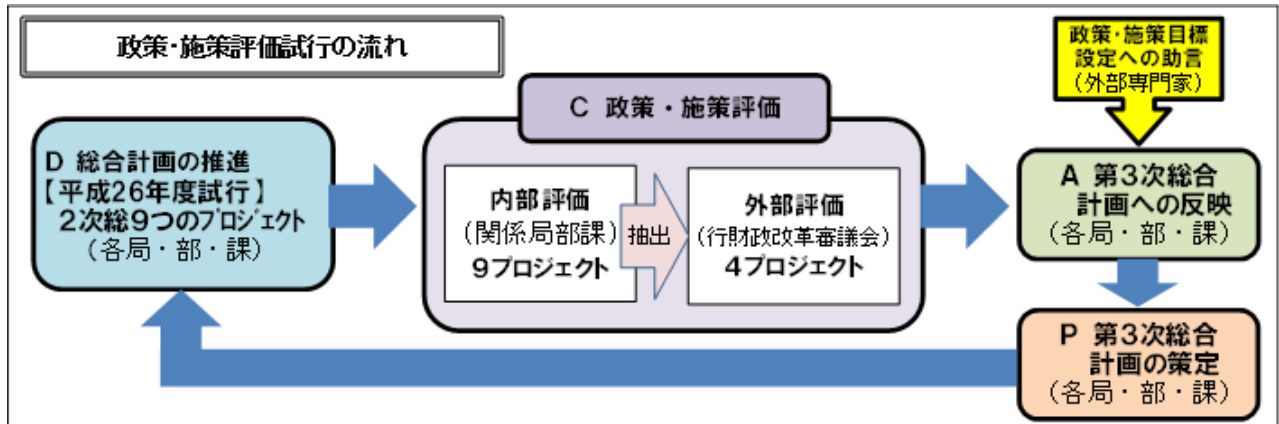 政策・施策評価試行の流れ
政策・施策目標
設定への助言
（外部専門家）
C 政策・施策評価
D 総合計画の推進
【平成26年度試行】
2次総9つのプロジェクト
（各局・部・課）
内部評価
（関係局部課）
9プロジェクト
抽出
外部評価
（行財政改革審議会）
4プロジェクト
A 第3次総合
計画への反映
（各局・部・課）
P 第3次総合
計画の策定
（各局・部・課）